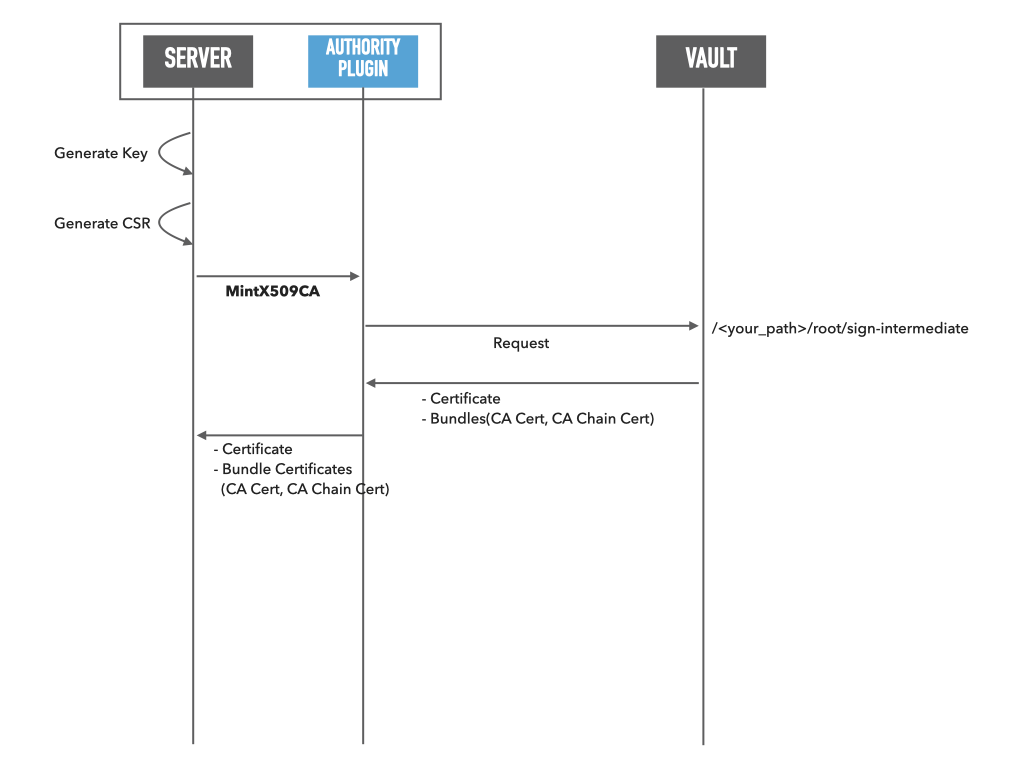 SERVER
AUTHORITY
PLUGIN
VAULT
Generate Key
Generate CSR
MintX509CA
Request
/<your_path>/root/sign-intermediate
- Certificate
- Bundles(CA Cert, CA Chain Cert)
- Certificate
- Bundle Certificates
(CA Cert, CA Chain Cert)